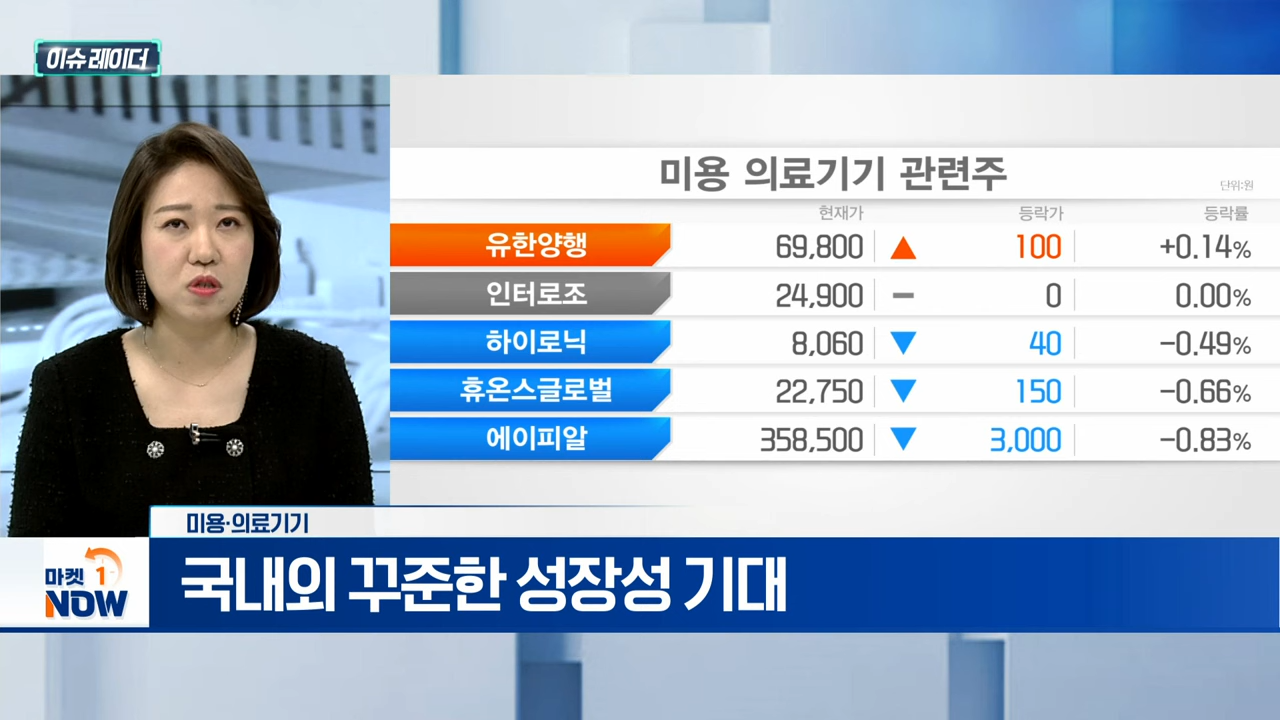 이슈 레이더
미용 의료기기 관련주
단위:원
현재가 등락가 등락률
유한양행 69,800 ▲ 100 +0.14%
인터로조 24,900 − 0 0.00%
하이로닉 8,060 ▼ 40 −0.49%
휴온스글로벌 22,750 ▼ 150 −0.66%
에이피알 358,500 ▼ 3,000 −0.83%
미용·의료기기
마켓 1
NOW
국내외 꾸준한 성장성 기대